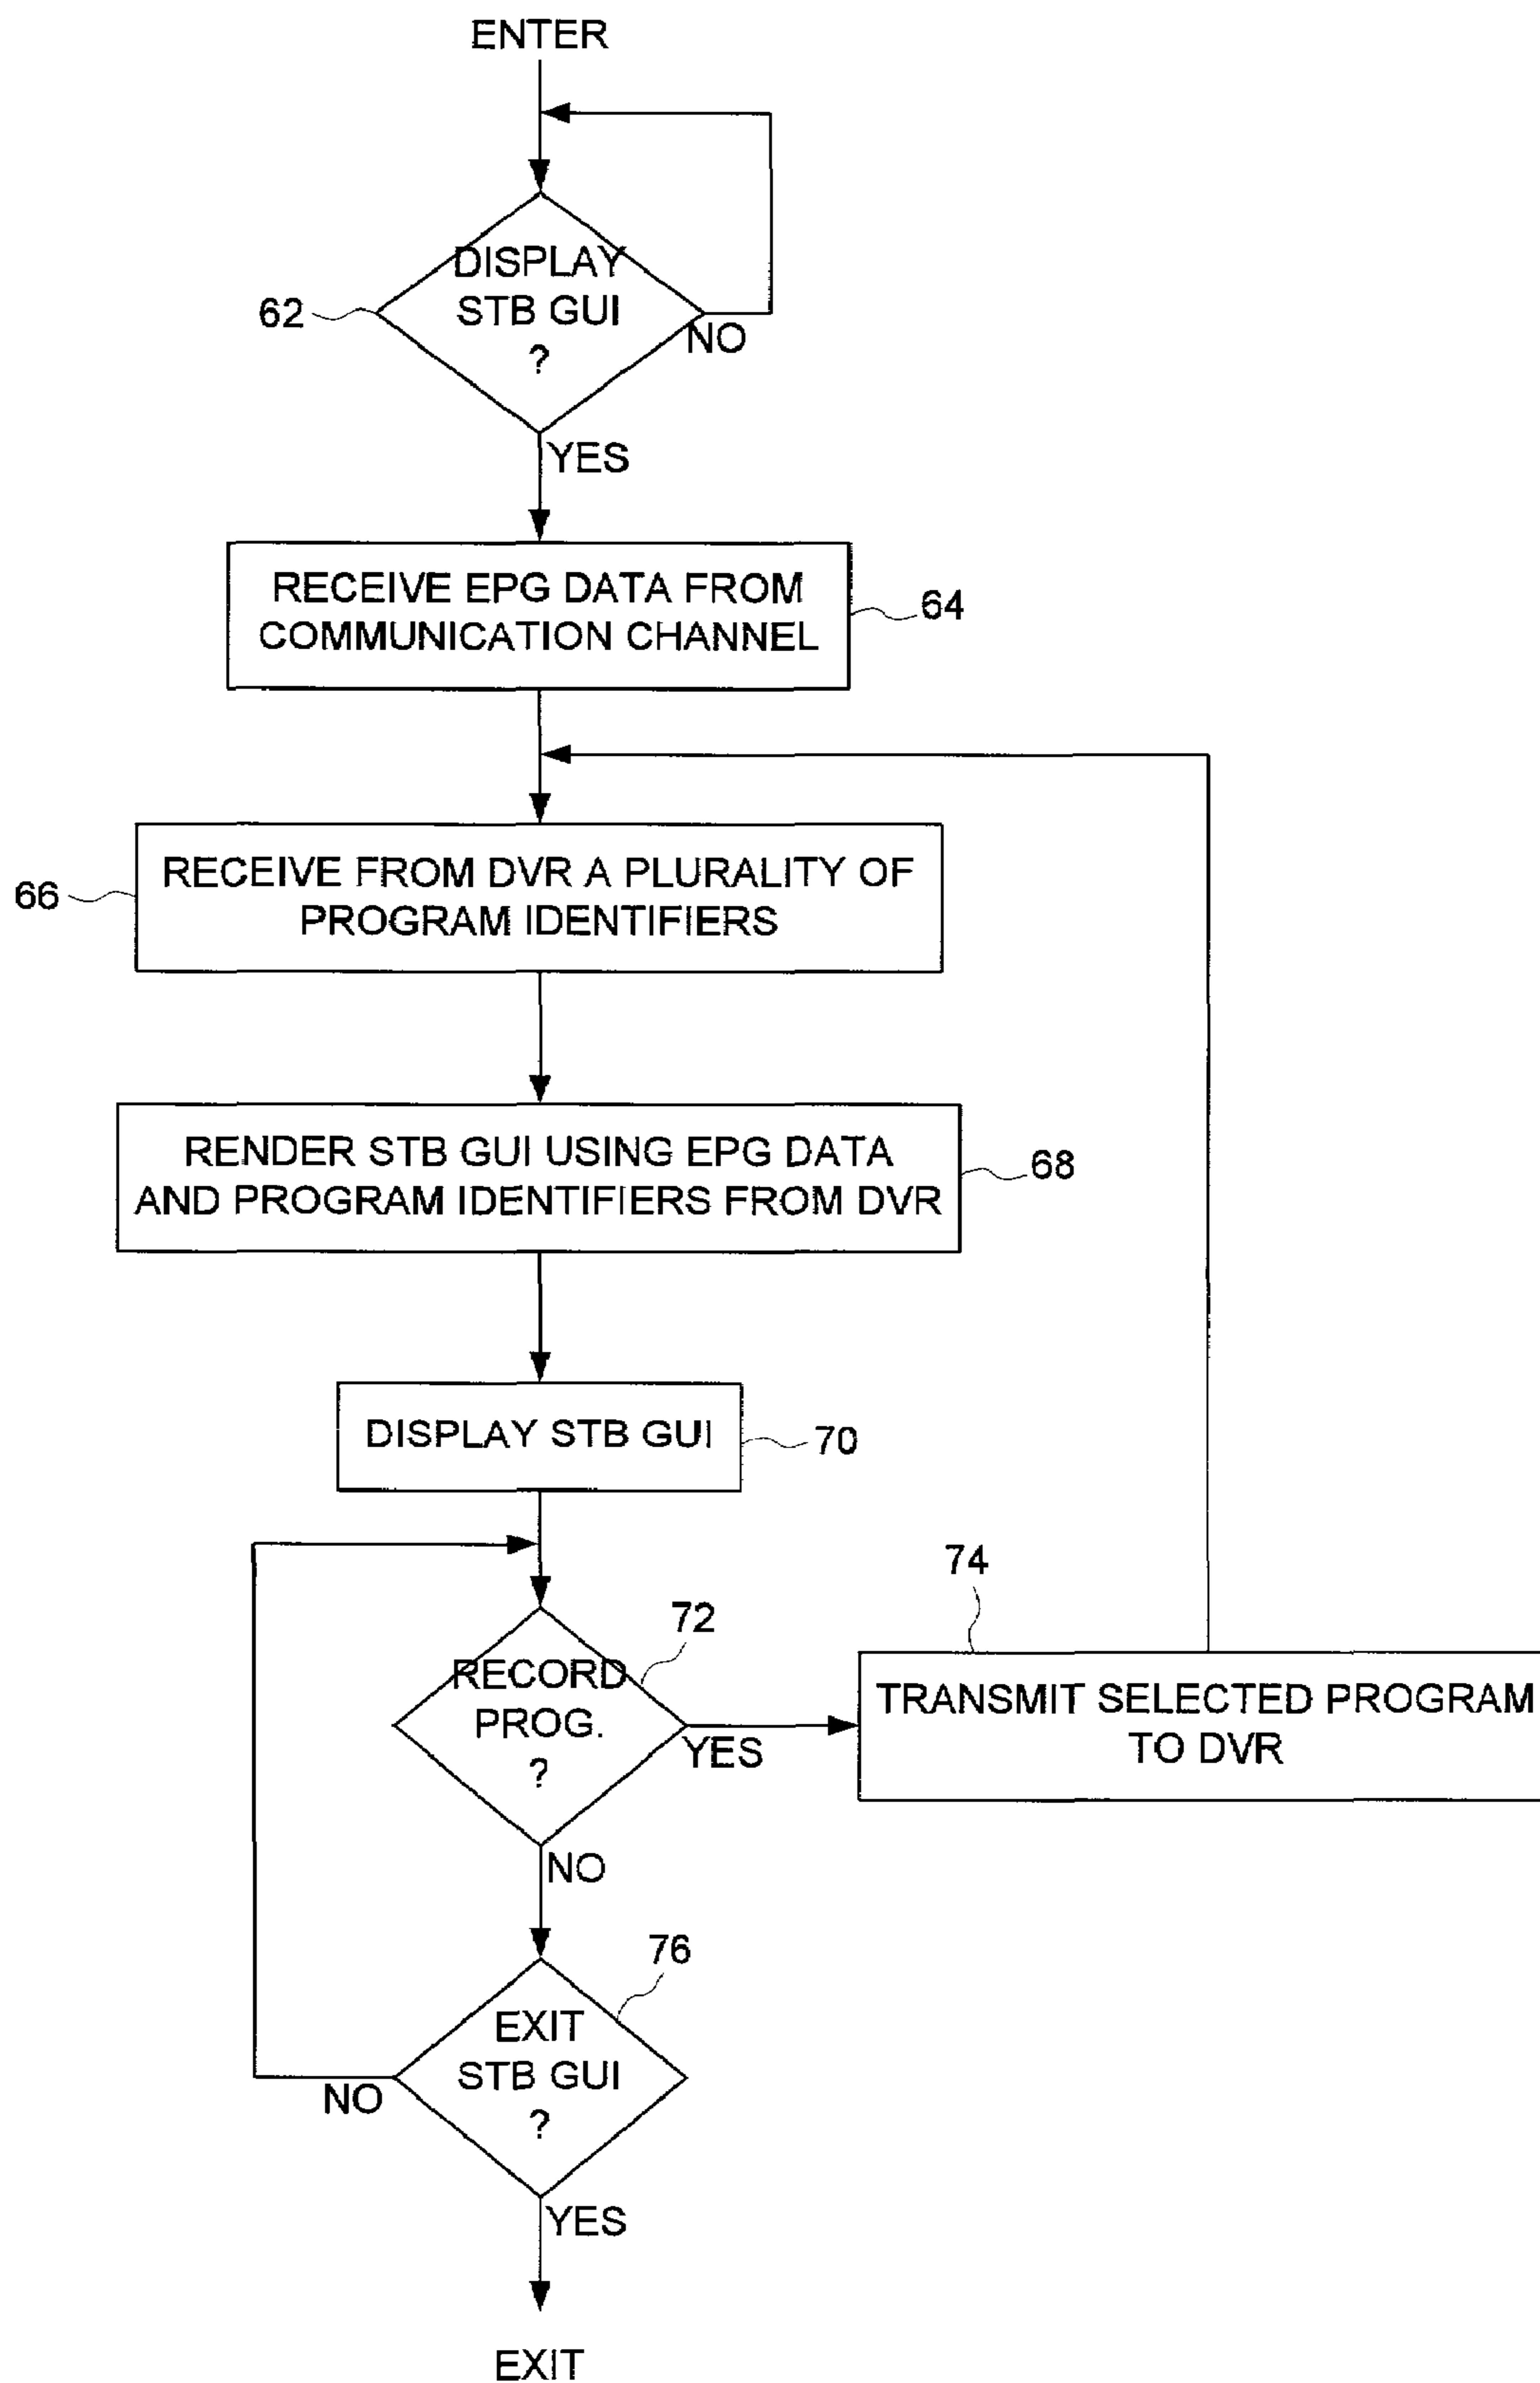 ENTER
DISPLAY
STB GUI
?
62
NO
YES
RECEIVE EPG DATA FROM
COMMUNICATION CHANNEL
64
RECEIVE FROM DVR A PLURALITY OF
PROGRAM IDENTIFIERS
66
RENDER STB GUI USING EPG DATA
AND PROGRAM IDENTIFIERS FROM DVR
68
DISPLAY STB GUI
70
72
RECORD
PROG.
?
YES
74
TRANSMIT SELECTED PROGRAM
TO DVR
NO
76
EXIT
STB GUI
?
NO
YES
EXIT